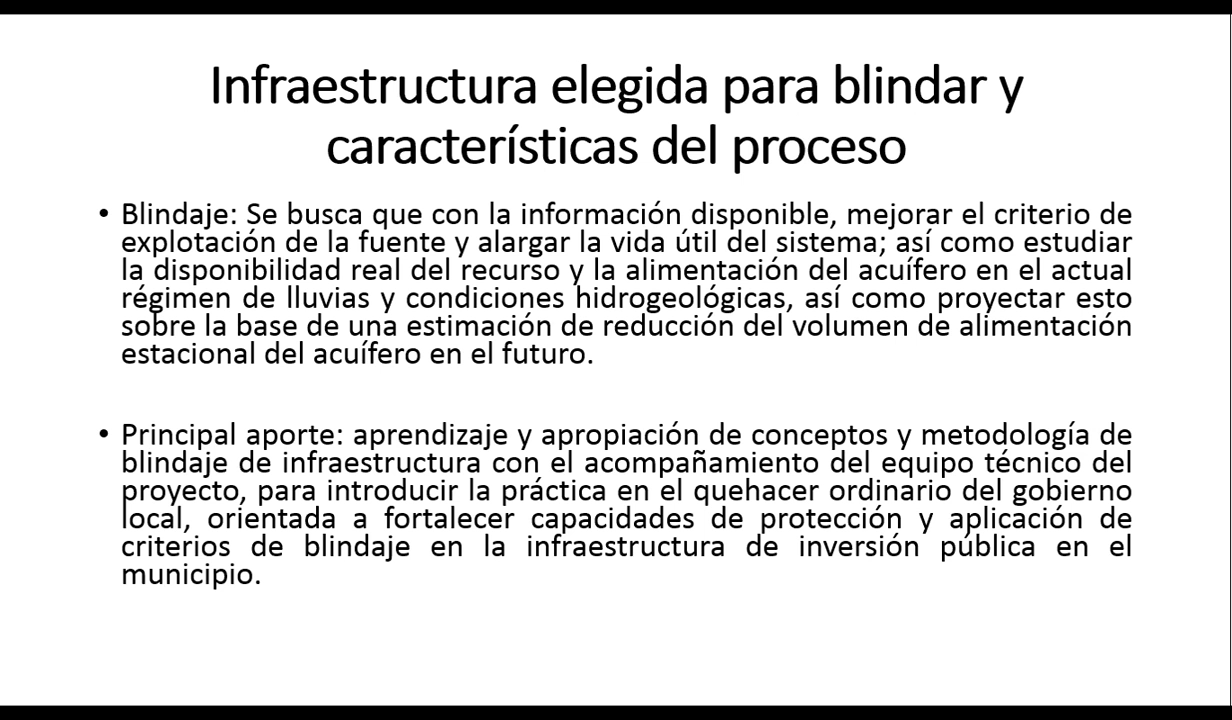 Infraestructura elegida para blindar y
características del proceso
• Blindaje: Se busca que con la información disponible, mejorar el criterio de
explotación de la fuente y alargar la vida útil del sistema; así como estudiar
la disponibilidad real del recurso y la alimentación del acuífero en el actual
régimen de lluvias y condiciones hidrogeológicas, así como proyectar esto
sobre la base de una estimación de reducción del volumen de alimentación
estacional del acuífero en el futuro.
• Principal aporte: aprendizaje y apropiación de conceptos y metodología de
blindaje de infraestructura con el acompañamiento del equipo técnico del
proyecto, para introducir la práctica en el quehacer ordinario del gobierno
local, orientada a fortalecer capacidades de protección y aplicación de
criterios de blindaje en la infraestructura de inversión pública en el
municipio.